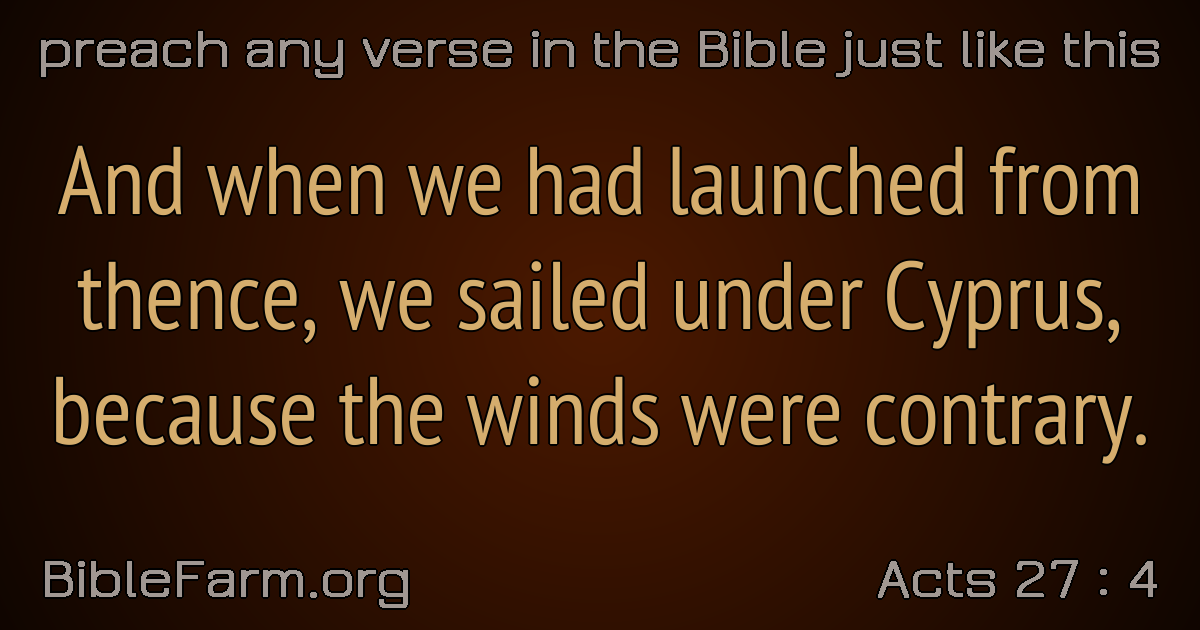 preach any verse in the Bible just like this
And when we had launched from
thence, we sailed under Cyprus,
because the winds were contrary.
BibleFarm.org
Acts 27 : 4